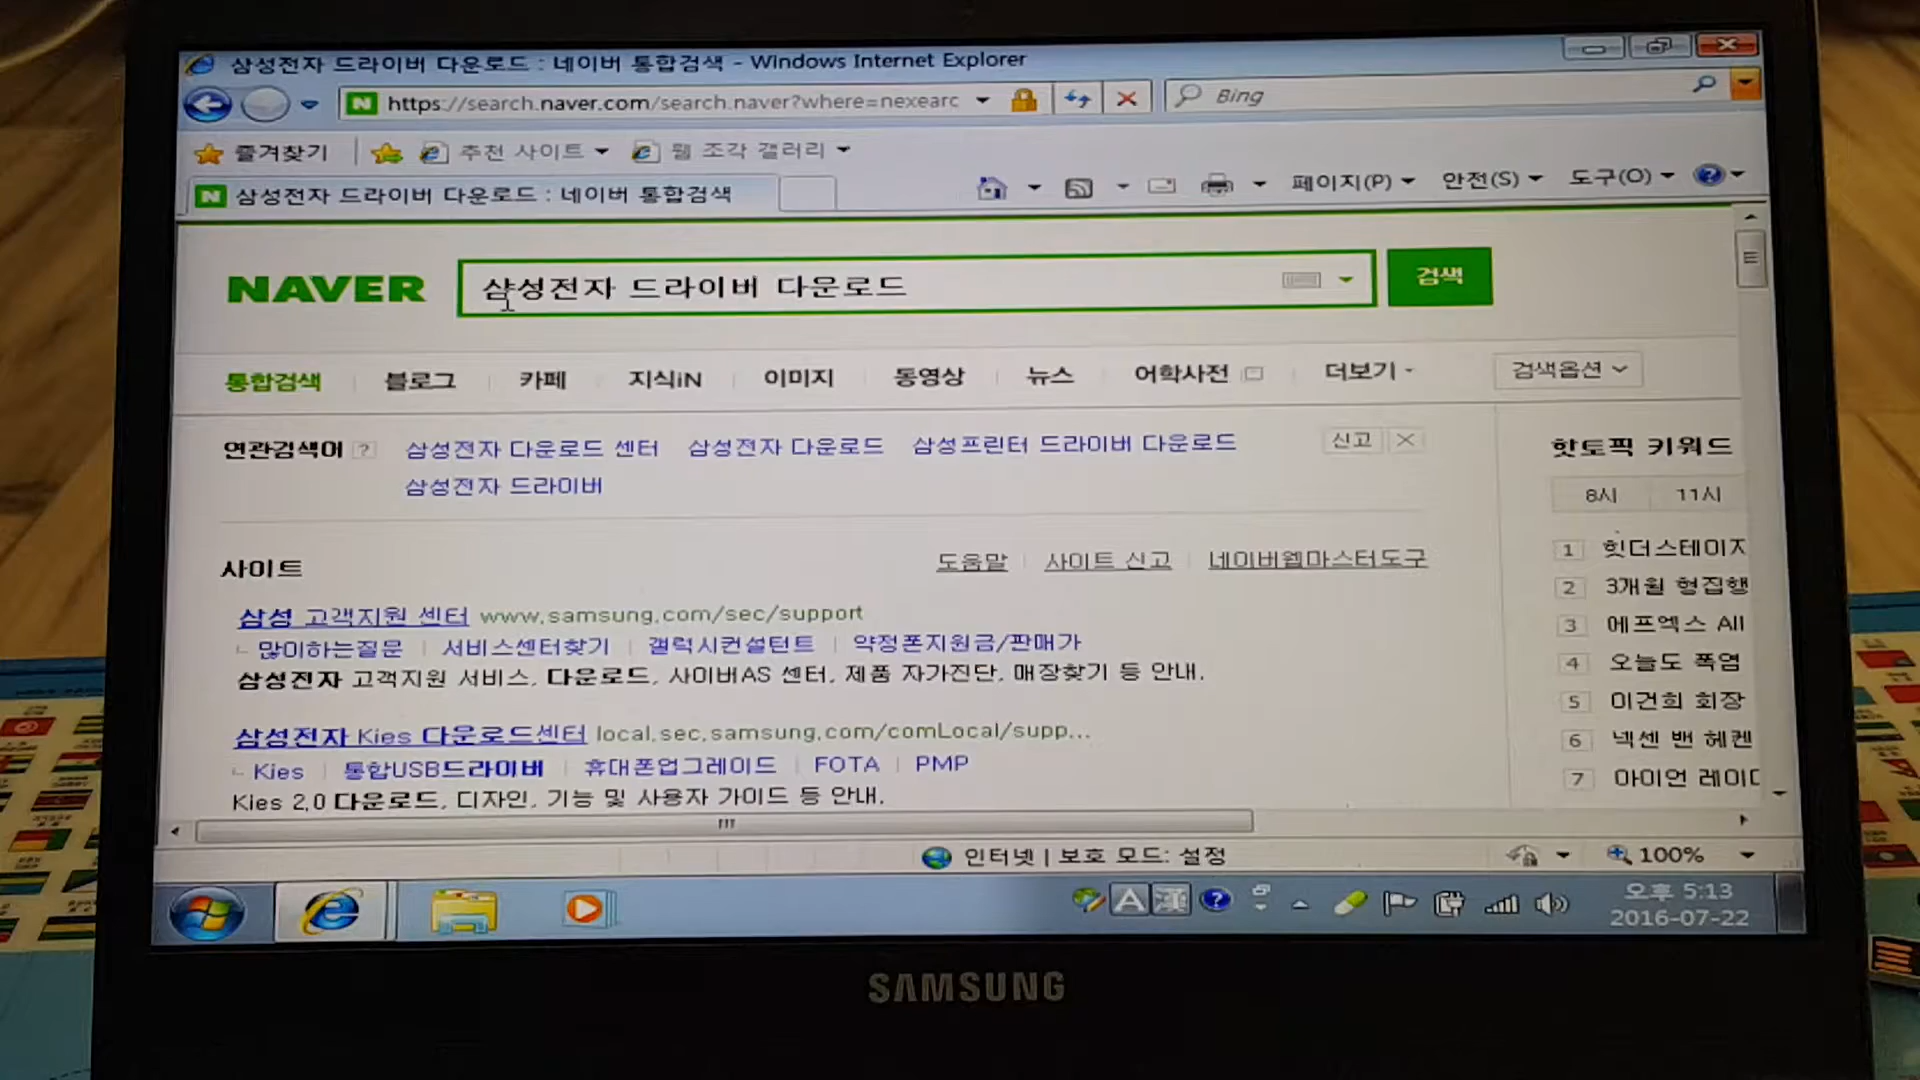 삼성전자 드라이버 다운로드 : 네이버 통합검색 - Windows Internet Explorer
https://search.naver.com/search.naver?where=nexearc
Bing
즐겨찾기 추천 사이트 웹 조각 갤러리
삼성전자 드라이버 다운로드 : 네이버 통합검색
페이지(P) 안전(S) 도구(O)
NAVER 삼성전자 드라이버 다운로드 검색
통합검색 블로그 카페 지식iN 이미지 동영상 뉴스 어학사전 더보기 검색옵션
연관검색어 ? 삼성전자 다운로드 센터 삼성전자 다운로드 삼성프린터 드라이버 다운로드 신고
삼성전자 드라이버
핫토픽 키워드
8시 11시
사이트 도움말 사이트 신고 네이버웹마스터도구
삼성 고객지원 센터 www.samsung.com/sec/support
많이하는질문 서비스센터찾기 갤럭시컨설턴트 약정폰지원금/판매가
삼성전자 고객지원 서비스, 다운로드, 사이버AS 센터, 제품 자가진단, 매장찾기 등 안내.
삼성전자 Kies 다운로드센터 local.sec.samsung.com/comLocal/supp...
Kies 통합USB드라이버 휴대폰업그레이드 FOTA PMP
Kies 2.0 다운로드, 디자인, 기능 및 사용자 가이드 등 안내.
1 힛더스테이지
2 3개월 형집행
3 에프엑스 All
4 오늘도 폭염
5 이건희 회장
6 넥센 밴 헤켄
7 아이언 레이디
인터넷 | 보호 모드: 설정 100%
A 漢
오후 5:13
2016-07-22
SAMSUNG